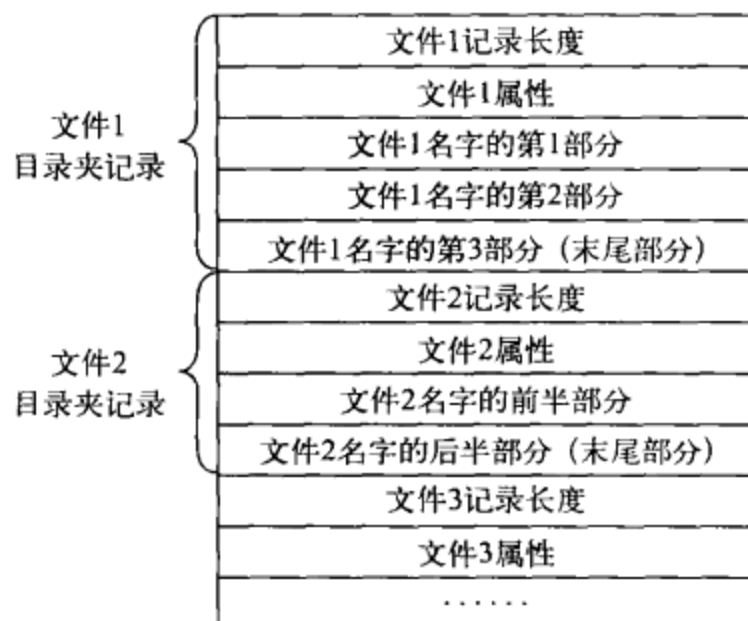 文件1记录长度
文件1属性
文件1
目录夹记录
文件1名字的第1部分
文件1名字的第2部分
文件1名字的第3部分（末尾部分）
文件2记录长度
文件2属性
文件2
目录夹记录
文件2名字的前半部分
文件2名字的后半部分（末尾部分）
文件3记录长度
文件3属性
······